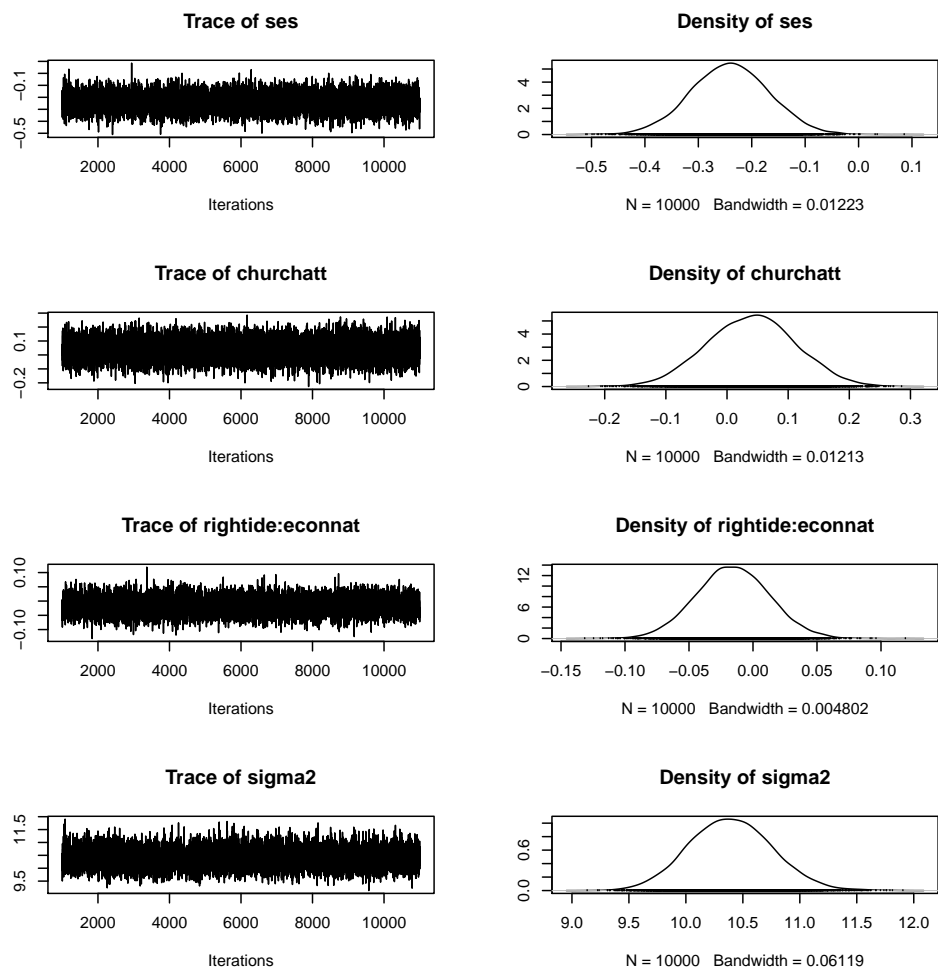 Trace of ses
−0.5
−0.1
2000 4000 6000 8000 10000
Iterations
Density of ses
0 2 4
−0.5 −0.4 −0.3 −0.2 −0.1 0.0 0.1
N = 10000 Bandwidth = 0.01223
Trace of churchatt
−0.2
0.1
2000 4000 6000 8000 10000
Iterations
Density of churchatt
0 2 4
−0.2 −0.1 0.0 0.1 0.2 0.3
N = 10000 Bandwidth = 0.01213
Trace of rightide:econnat
−0.10
0.10
2000 4000 6000 8000 10000
Iterations
Density of rightide:econnat
0 6 12
−0.15 −0.10 −0.05 0.00 0.05 0.10
N = 10000 Bandwidth = 0.004802
Trace of sigma2
9.5
11.5
2000 4000 6000 8000 10000
Iterations
Density of sigma2
0.0 0.6
9.0 9.5 10.0 10.5 11.0 11.5 12.0
N = 10000 Bandwidth = 0.06119